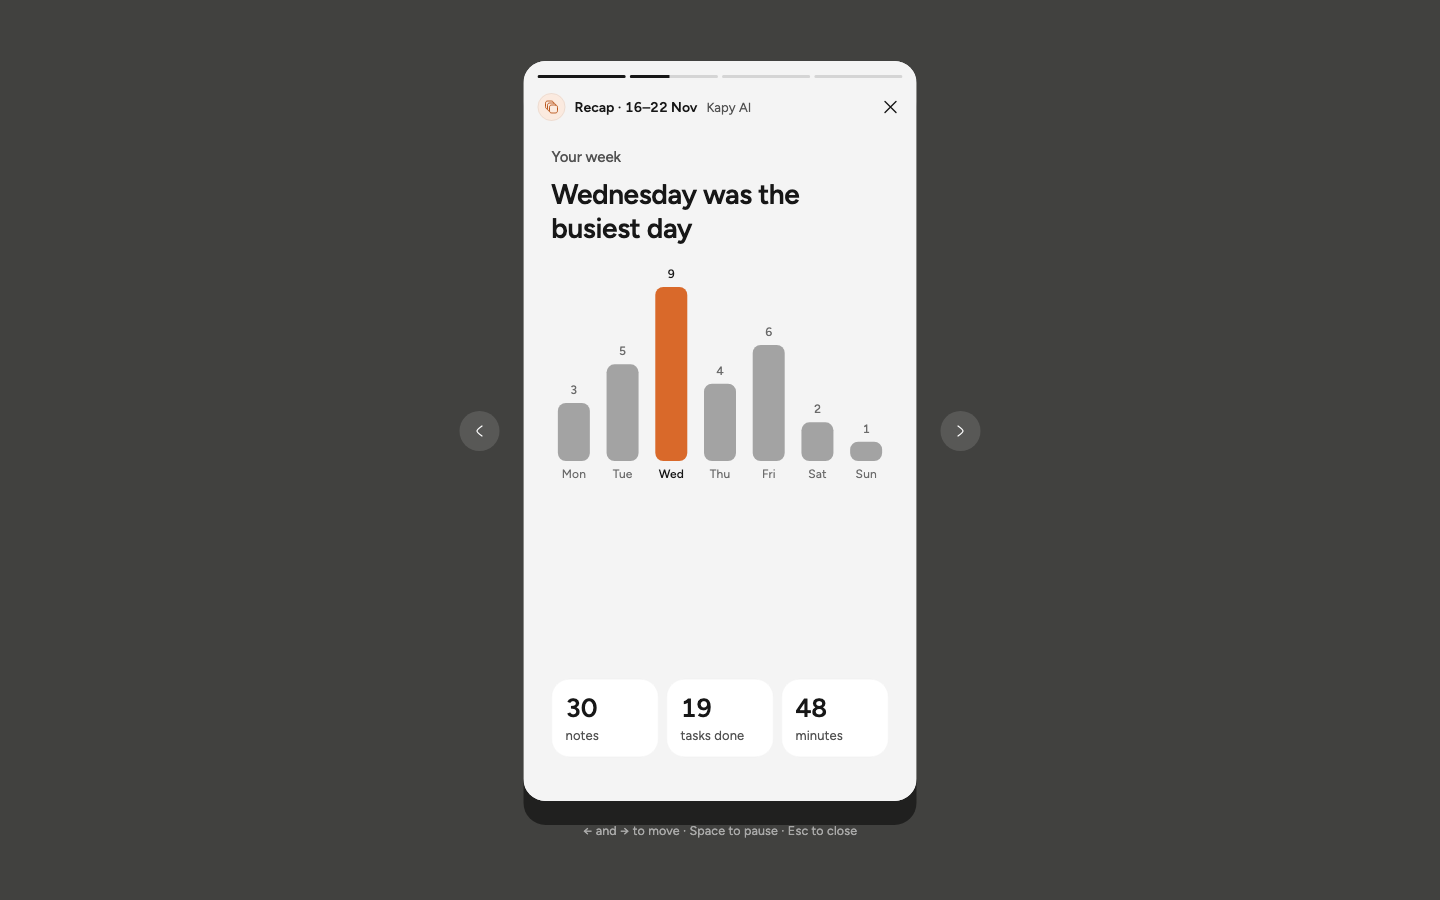 Recap · 16–22 Nov Kapy AI
Your week
Wednesday was the
busiest day
9
6
5
4
3
2
1
Mon Tue Wed Thu Fri Sat Sun
30 19 48
notes tasks done minutes
← and → to move · Space to pause · Esc to close